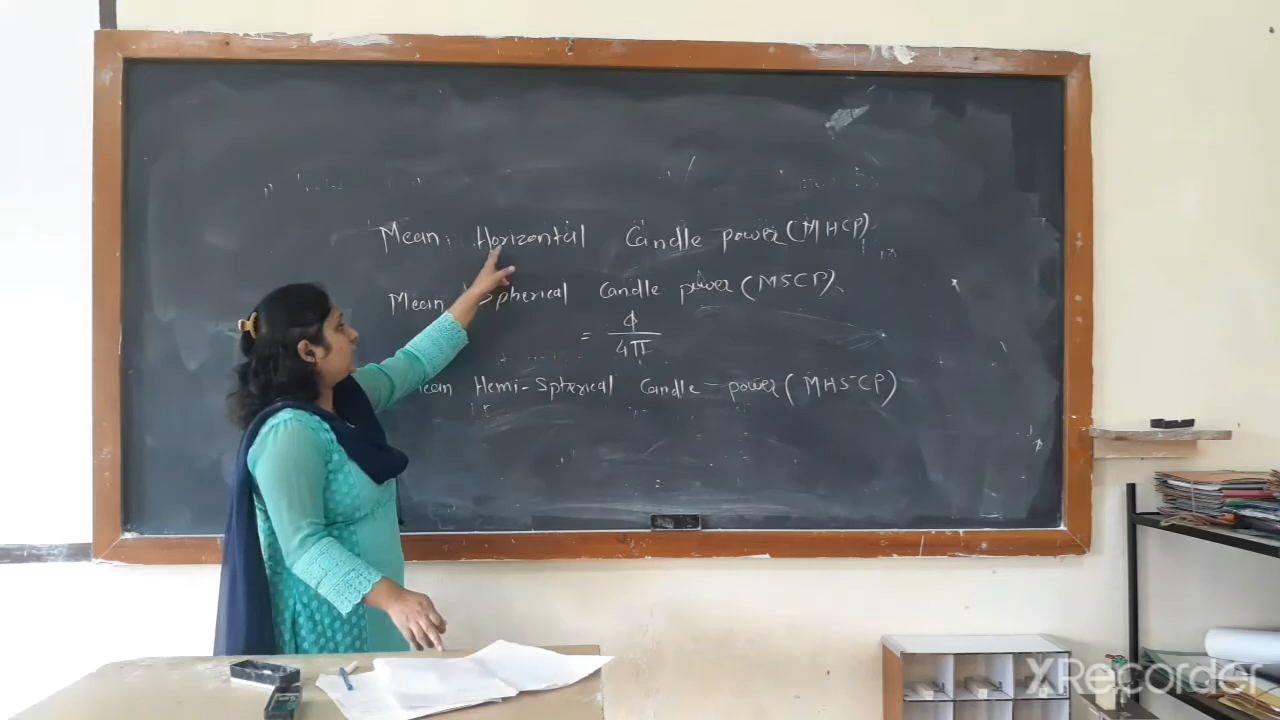 Mean Horizontal Candle power (MHCP)
Mean Spherical Candle power (MSCP)
= ϕ / 4π
Mean Hemi-Spherical Candle-power (MHSCP)
XRecorder